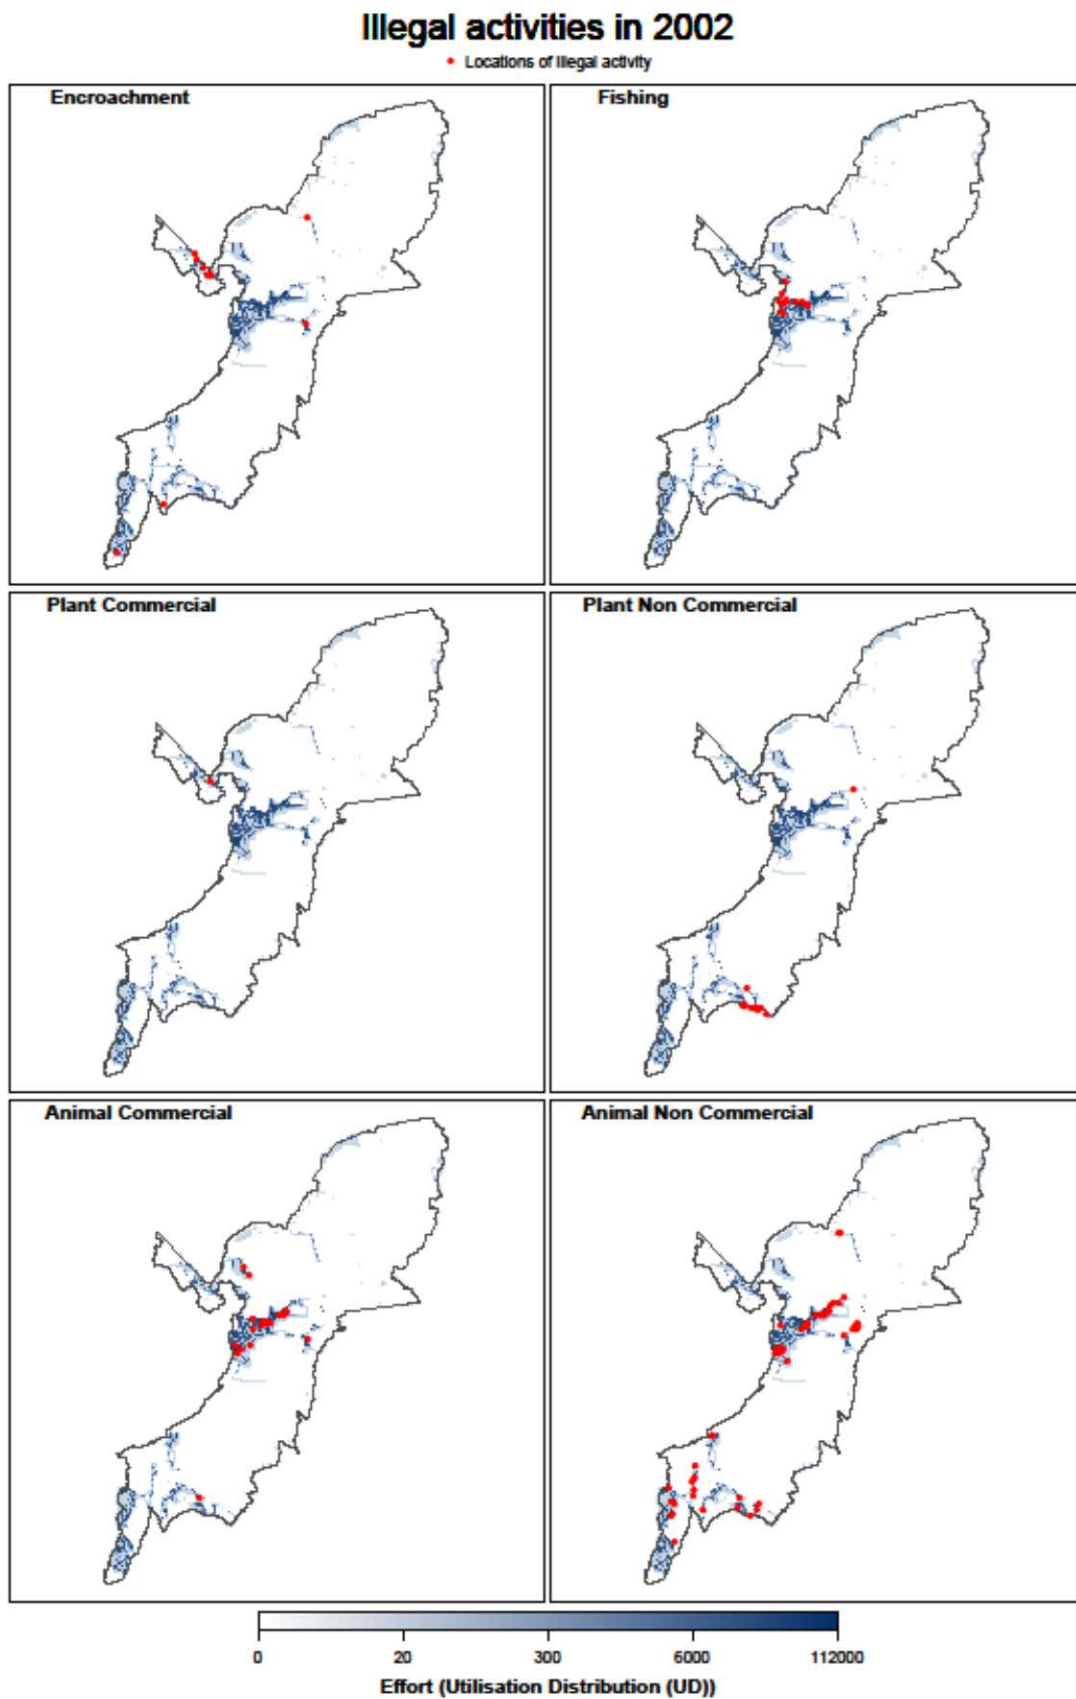 Illegal activities in 2002
Locations of illegal activity
Encroachment
Fishing
Plant Commercial
Plant Non Commercial
Animal Commercial
Animal Non Commercial
0 20 300 6000 112000
Effort (Utilisation Distribution (UD))